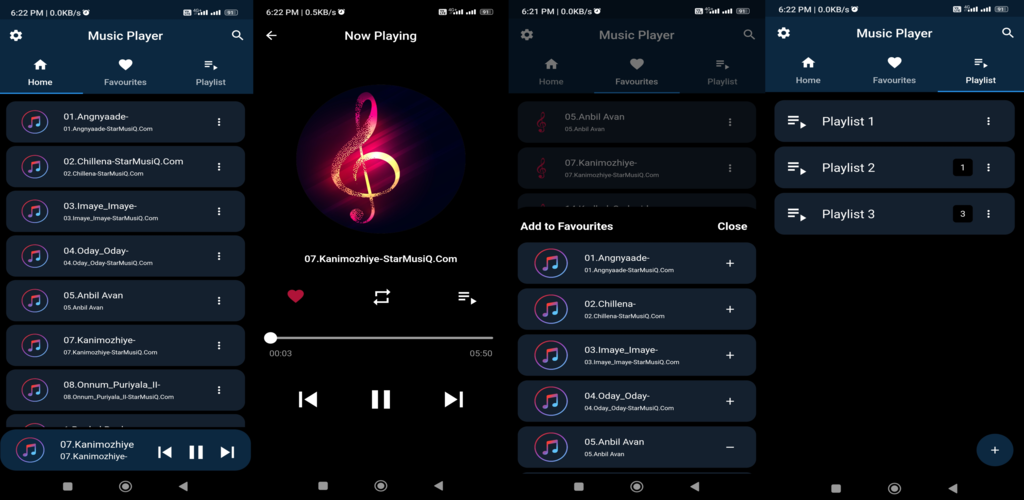 6:22 PM | 0.0KB/s
91
Music Player
Home
Favourites
Playlist
01.Angnyaade-
01.Angnyaade-StarMusiQ.Com
02.Chillena-StarMusiQ.Com
02.Chillena-StarMusiQ.Com
03.Imaye_Imaye-
03.Imaye_Imaye-StarMusiQ.Com
04.Oday_Oday-
04.Oday_Oday-StarMusiQ.Com
05.Anbil Avan
05.Anbil Avan
07.Kanimozhiye-
07.Kanimozhiye-StarMusiQ.Com
08.Onnum_Puriyala_II-
08.Onnum_Puriyala_II-StarMusiQ.Com
07.Kanimozhiye
07.Kanimozhiye-
6:22 PM | 0.5KB/s
91
Now Playing
07.Kanimozhiye-StarMusiQ.Com
00:03
05:50
6:21 PM | 0.0KB/s
91
Music Player
Home
Favourites
Playlist
05.Anbil Avan
05.Anbil Avan
07.Kanimozhiye-
07.Kanimozhiye-StarMusiQ.Com
Add to Favourites
Close
01.Angnyaade-
01.Angnyaade-StarMusiQ.Com
02.Chillena-
02.Chillena-StarMusiQ.Com
03.Imaye_Imaye-
03.Imaye_Imaye-StarMusiQ.Com
04.Oday_Oday-
04.Oday_Oday-StarMusiQ.Com
05.Anbil Avan
05.Anbil Avan
6:22 PM | 0.0KB/s
91
Music Player
Home
Favourites
Playlist
Playlist 1
Playlist 2
1
Playlist 3
3